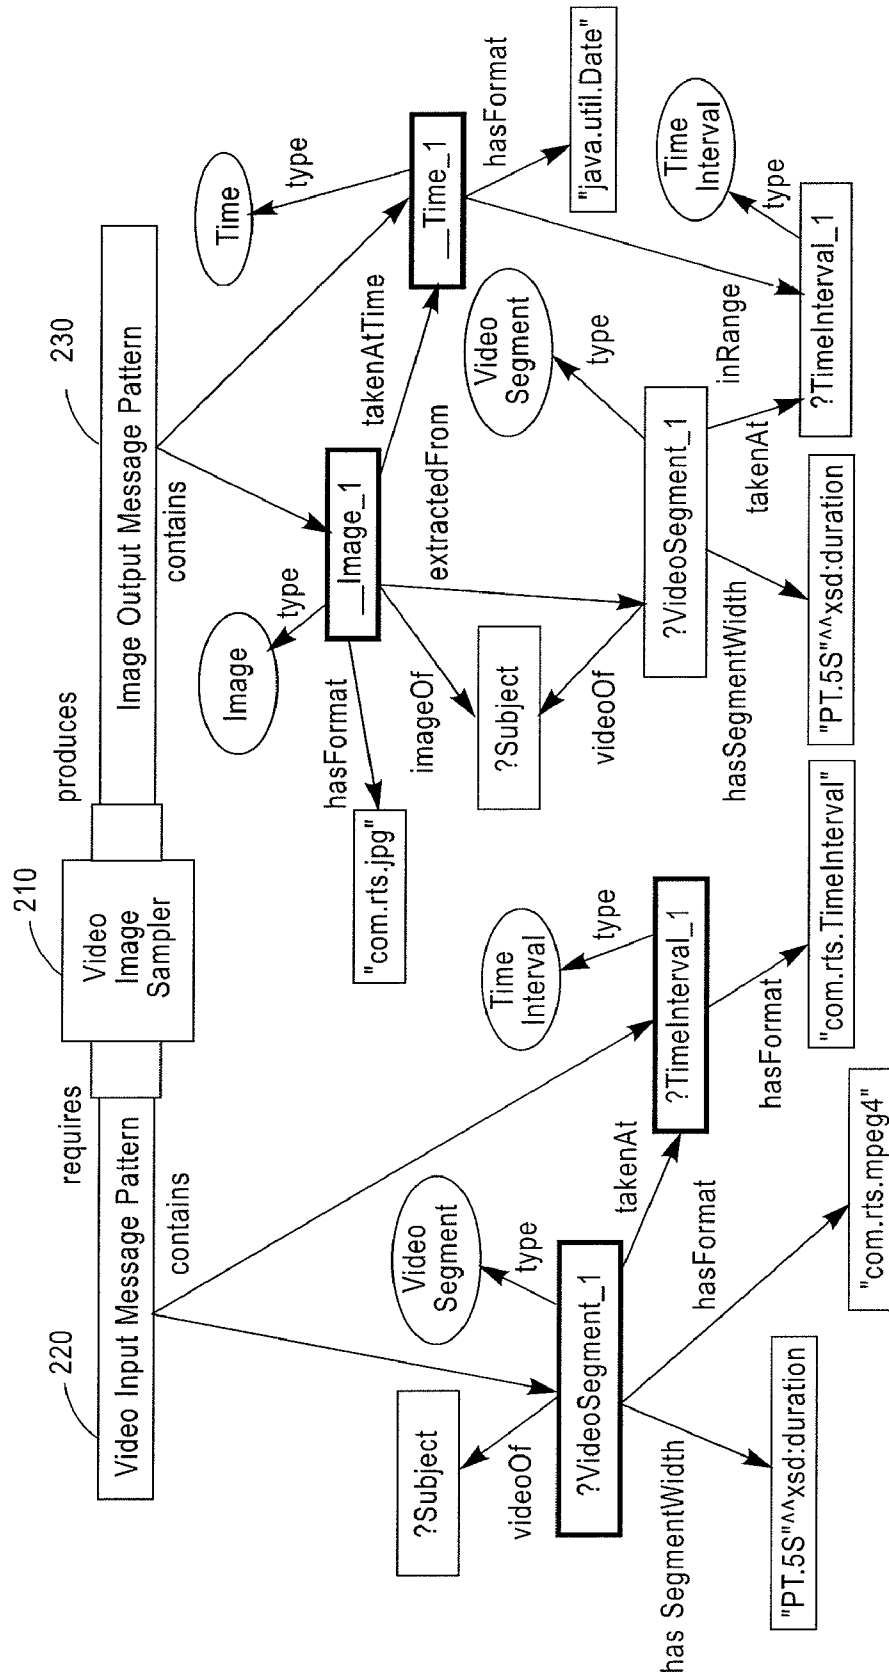 220
Video Input Message Pattern
requires
210
Video
Image
Sampler
produces
230
Image Output Message Pattern
contains
?Subject
videoOf
Video
Segment
type
?VideoSegment_1
has SegmentWidth
"PT.5S"^^xsd:duration
hasFormat
"com.rts.mpeg4"
takenAt
Time
Interval
type
?TimeInterval_1
hasFormat
"com.rts.TimeInterval"
contains
Image
type
__Image_1
hasFormat
"com.rts.jpg"
imageOf
?Subject
videoOf
extractedFrom
takenAtTime
Time
type
__Time_1
hasFormat
"java.util.Date"
Video
Segment
type
?VideoSegment_1
hasSegmentWidth
"PT.5S"^^xsd:duration
takenAt
inRange
Time
Interval
type
?TimeInterval_1